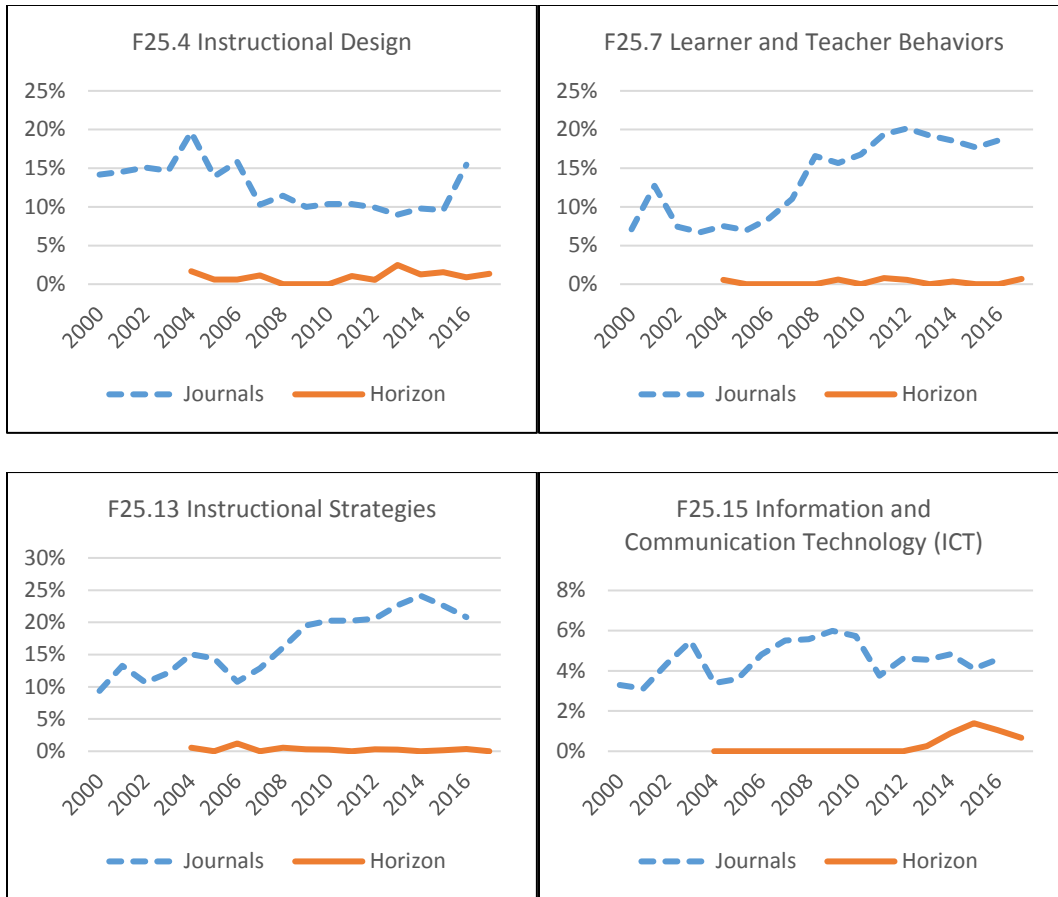 F25.4 Instructional Design
25%
20%
15%
10%
5%
0%
2000 2002 2004 2006 2008 2010 2012 2014 2016
Journals Horizon
F25.7 Learner and Teacher Behaviors
25%
20%
15%
10%
5%
0%
2000 2002 2004 2006 2008 2010 2012 2014 2016
Journals Horizon
F25.13 Instructional Strategies
30%
25%
20%
15%
10%
5%
0%
2000 2002 2004 2006 2008 2010 2012 2014 2016
Journals Horizon
F25.15 Information and
Communication Technology (ICT)
8%
6%
4%
2%
0%
2000 2002 2004 2006 2008 2010 2012 2014 2016
Journals Horizon